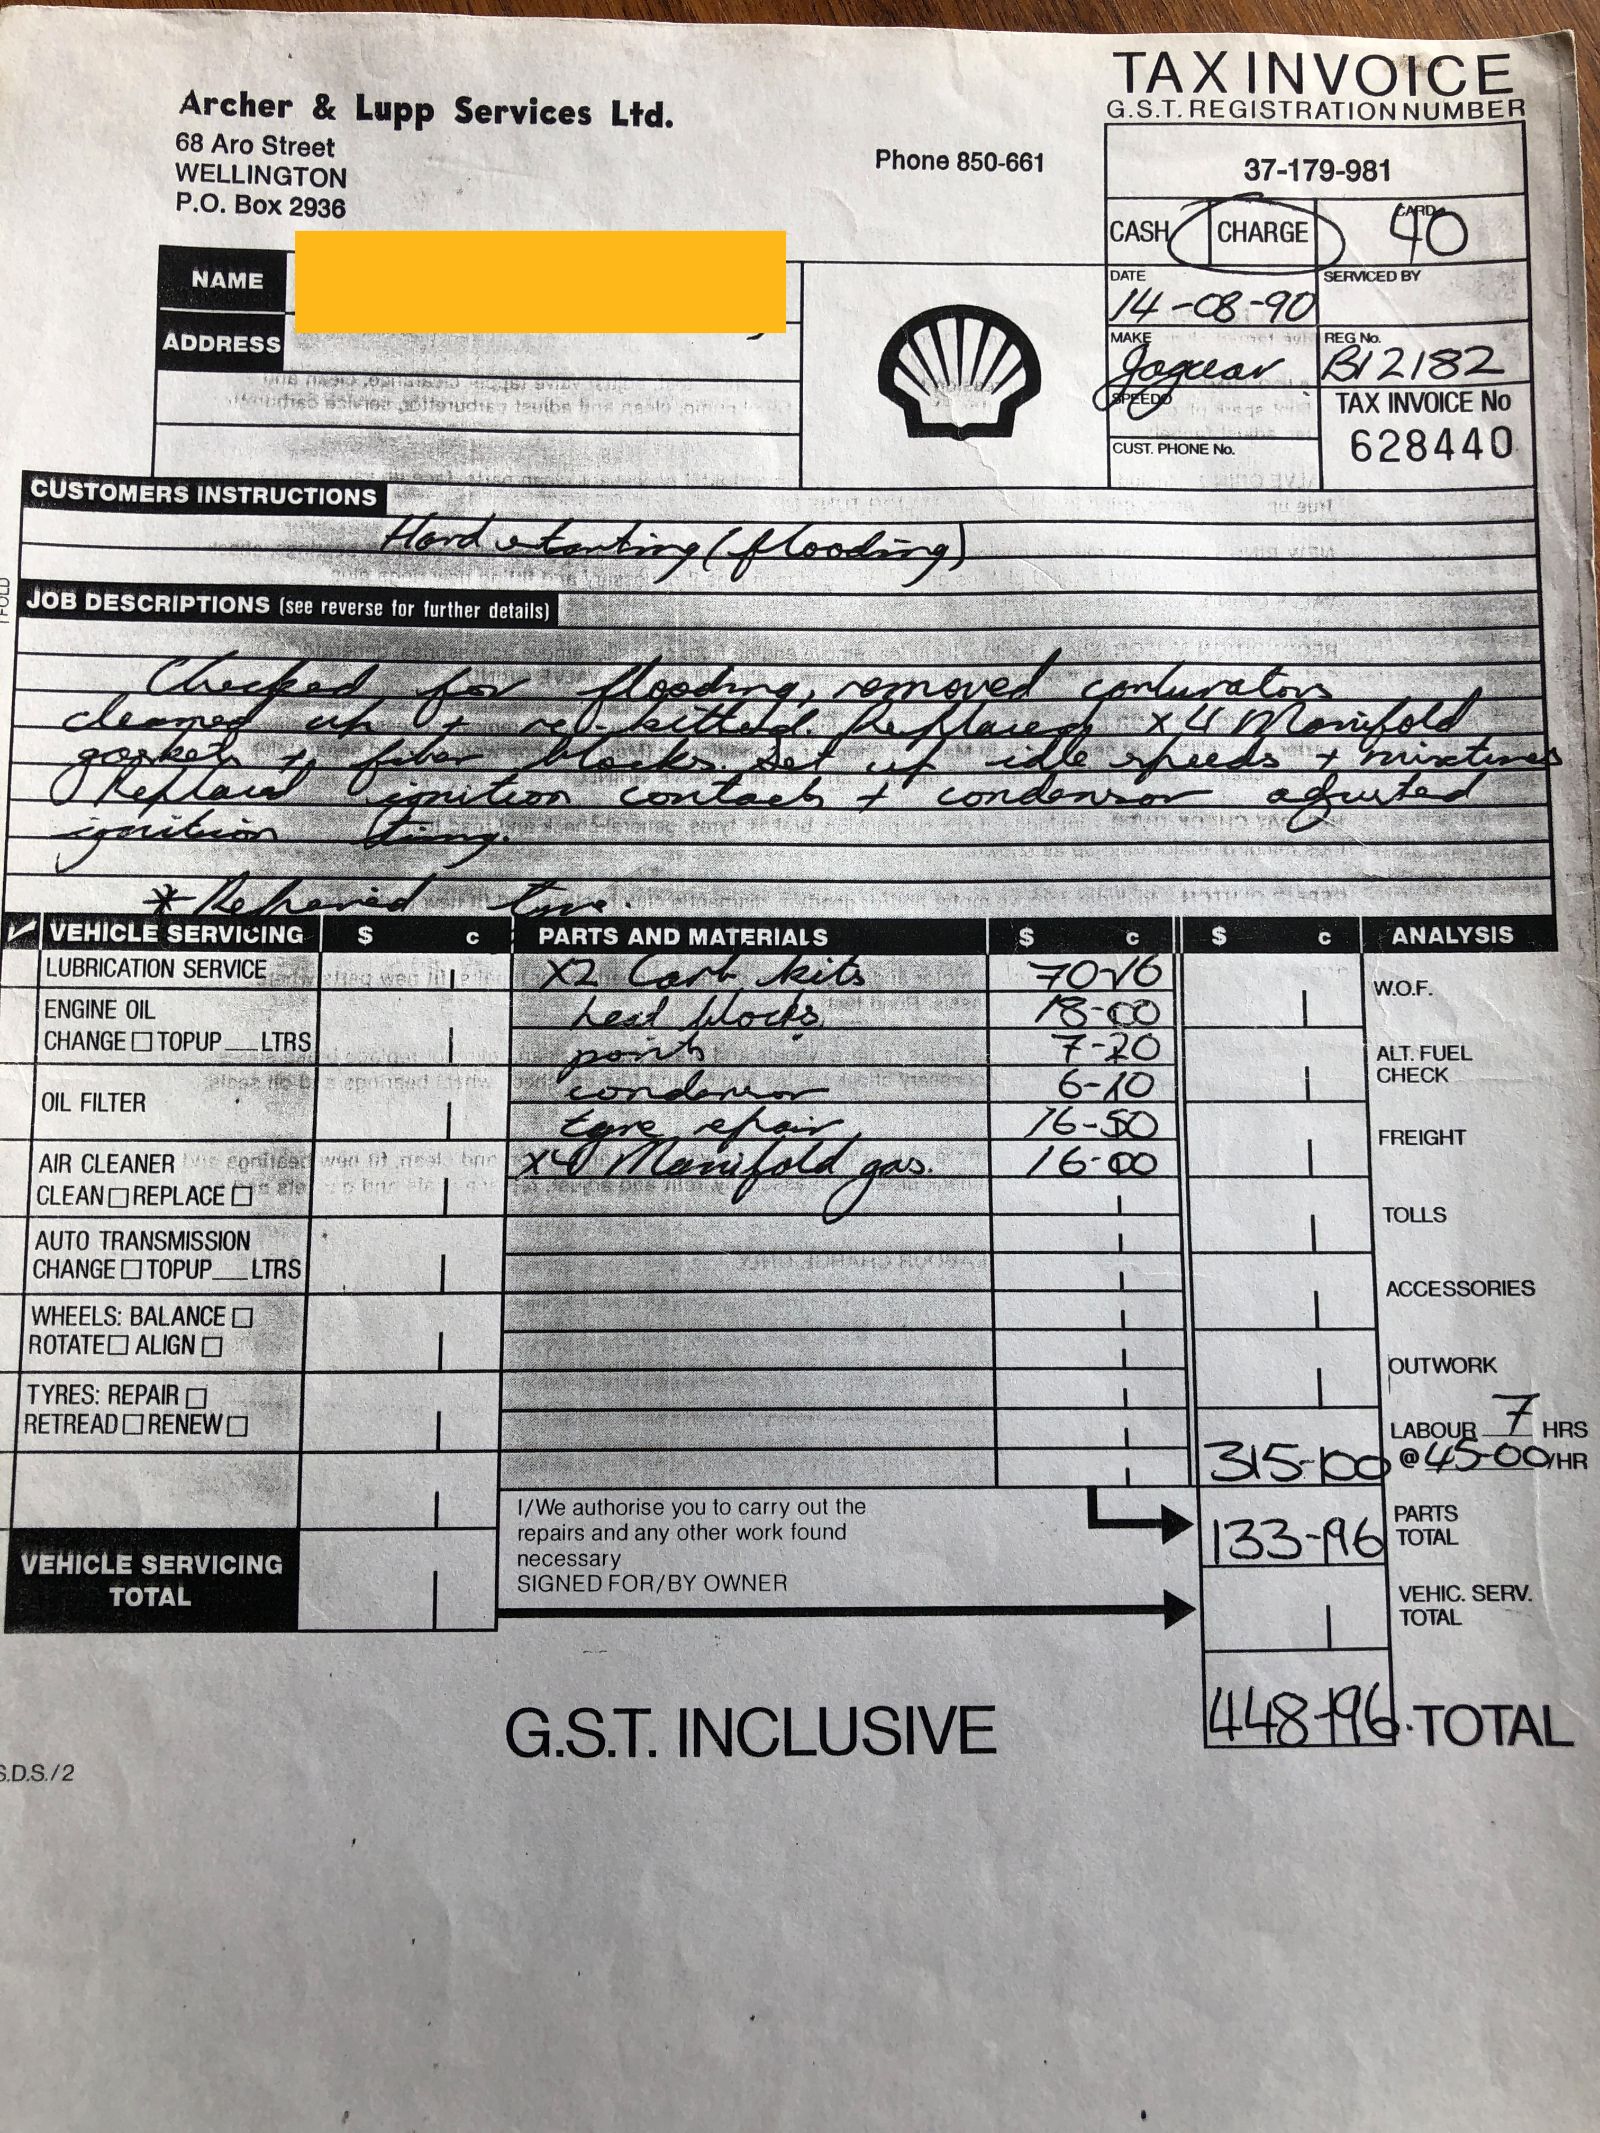 TAX INVOICE
G.S.T. REGISTRATION NUMBER
Archer & Lupp Services Ltd.
68 Aro Street
WELLINGTON
P.O. Box 2936
Phone 850-661
37-179-981
CASH CHARGE CARD 40
NAME
ADDRESS
DATE
14-08-90
SERVICED BY
MAKE
Jaguar
REG No.
BI2182
SPEEDO
TAX INVOICE No
628440
CUST. PHONE No.
CUSTOMERS INSTRUCTIONS
Hard starting (flooding)
JOB DESCRIPTIONS (see reverse for further details)
Checked for flooding, removed carburators
cleaned up + re-kitted. Replaced x4 Manifold
gaskets + fiber blocks. Set up idle speeds + mixtures
Replaced ignition contacts + condensor adjusted
ignition timg.
* Repaired tyre.
✓ VEHICLE SERVICING $ c PARTS AND MATERIALS $ c $ c ANALYSIS
LUBRICATION SERVICE
x2 Carb kits 70-16
W.O.F.
ENGINE OIL
CHANGE TOPUP LTRS
heat blocks 18-00
points 7-20
ALT. FUEL
CHECK
OIL FILTER
condensor 6-10
tyre repair 16-50
FREIGHT
AIR CLEANER
CLEAN REPLACE
x4 Manifold gas. 16-00
TOLLS
AUTO TRANSMISSION
CHANGE TOPUP LTRS
ACCESSORIES
WHEELS: BALANCE
ROTATE ALIGN
OUTWORK
TYRES: REPAIR
RETREAD RENEW
LABOUR 7 HRS
315-00 @ 45-00/HR
I/We authorise you to carry out the
repairs and any other work found
necessary
SIGNED FOR/BY OWNER
133-96 PARTS
TOTAL
VEHICLE SERVICING
TOTAL
VEHIC. SERV.
TOTAL
G.S.T. INCLUSIVE
448-96. TOTAL
S.D.S./2